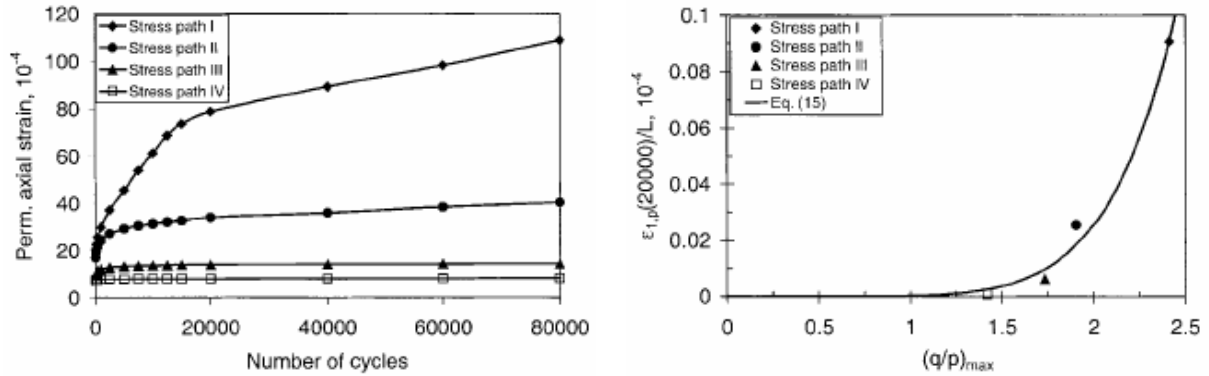 120
100
80
60
40
20
0
Perm. axial strain, 10⁻⁴
Stress path I
Stress path II
Stress path III
Stress path IV
0
20000
40000
60000
80000
Number of cycles
0.1
0.08
0.06
0.04
0.02
0
ε₁,ₚ(20000)/L, 10⁻⁴
Stress path I
Stress path II
Stress path III
Stress path IV
Eq. (15)
0
0.5
1
1.5
2
2.5
(q/p)max